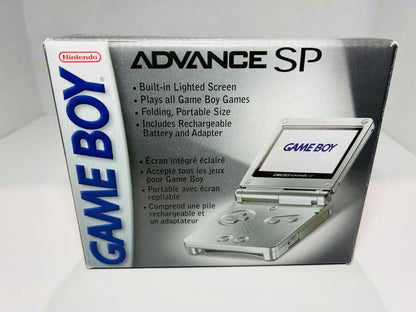 Nintendo
GAME BOY
ADVANCE SP
• Built-in Lighted Screen
• Plays all Game Boy Games
• Folding, Portable Size
• Includes Rechargeable
Battery and Adapter
• Ecran Intégré éclairé
• Accepte tous les jeux
pour Game Boy
• Portable avec écran
repliable
• Comprend une pile
rechargeable et un
adaptateur
GAME BOY